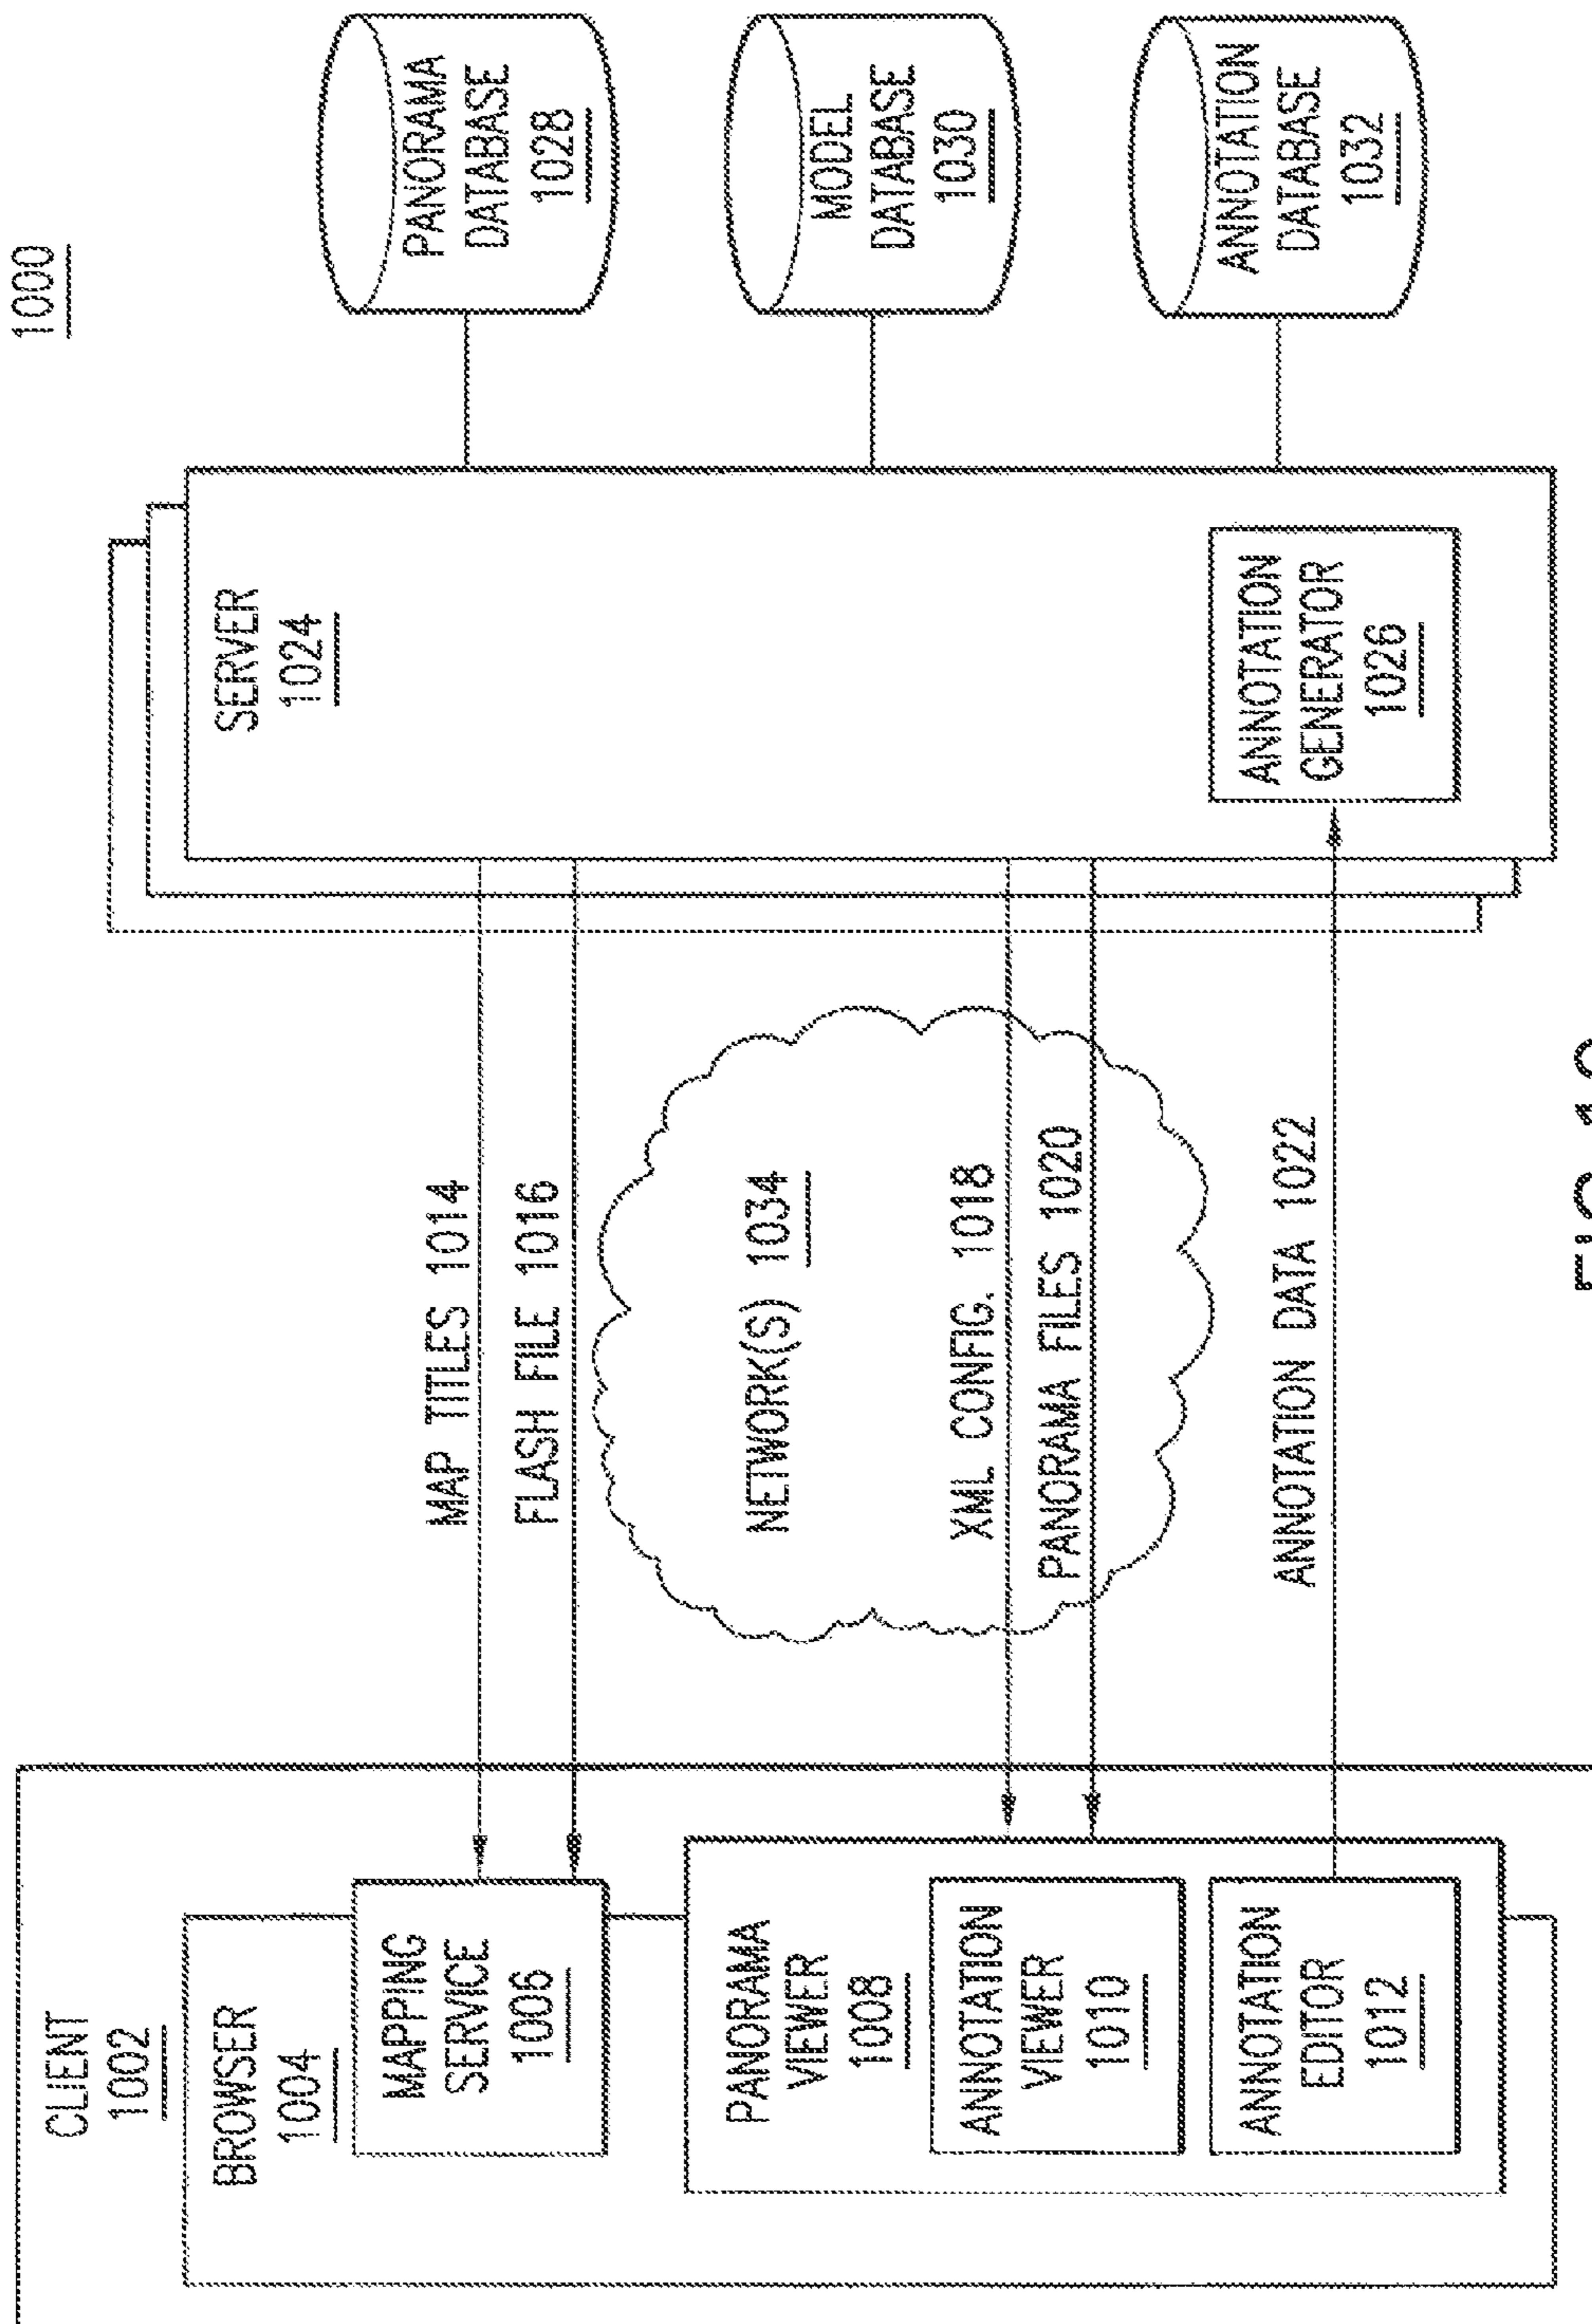 1000
CLIENT
1002
BROWSER
1004
MAPPING
SERVICE
1006
PANORAMA
VIEWER
1008
ANNOTATION
VIEWER
1010
ANNOTATION
EDITOR
1012
MAP TITLES 1014
FLASH FILE 1016
NETWORK(S) 1034
XML CONFIG. 1018
PANORAMA FILES 1020
ANNOTATION DATA 1022
SERVER
1024
ANNOTATION
GENERATOR
1026
PANORAMA
DATABASE
1028
MODEL
DATABASE
1030
ANNOTATION
DATABASE
1032